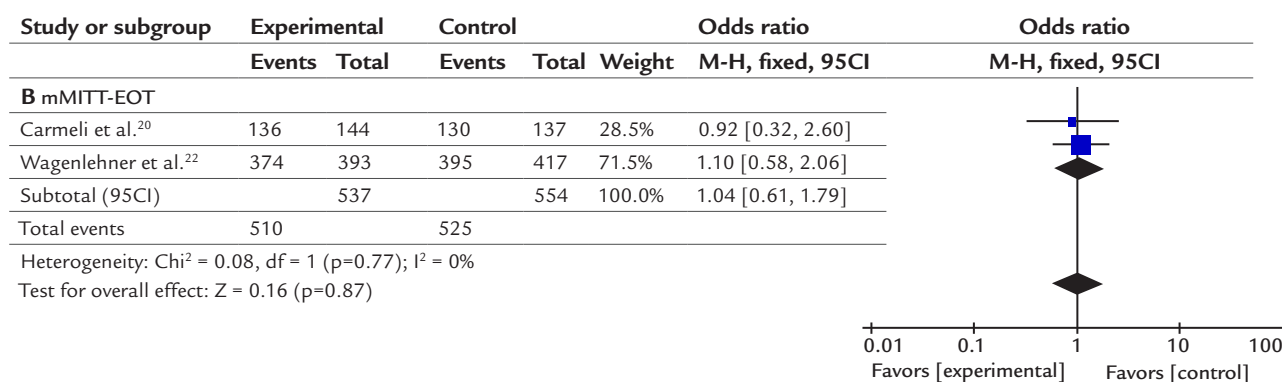 Study or subgroup Experimental Control Odds ratio Odds ratio
Events Total Events Total Weight M-H, fixed, 95CI M-H, fixed, 95CI
B mMITT-EOT
Carmeli et al.²⁰ 136 144 130 137 28.5% 0.92 [0.32, 2.60]
Wagenlehner et al.²² 374 393 395 417 71.5% 1.10 [0.58, 2.06]
Subtotal (95CI) 537 554 100.0% 1.04 [0.61, 1.79]
Total events 510 525
Heterogeneity: Chi² = 0.08, df = 1 (p=0.77); I² = 0%
Test for overall effect: Z = 0.16 (p=0.87)
0.01 0.1 1 10 100
Favors [experimental] Favors [control]